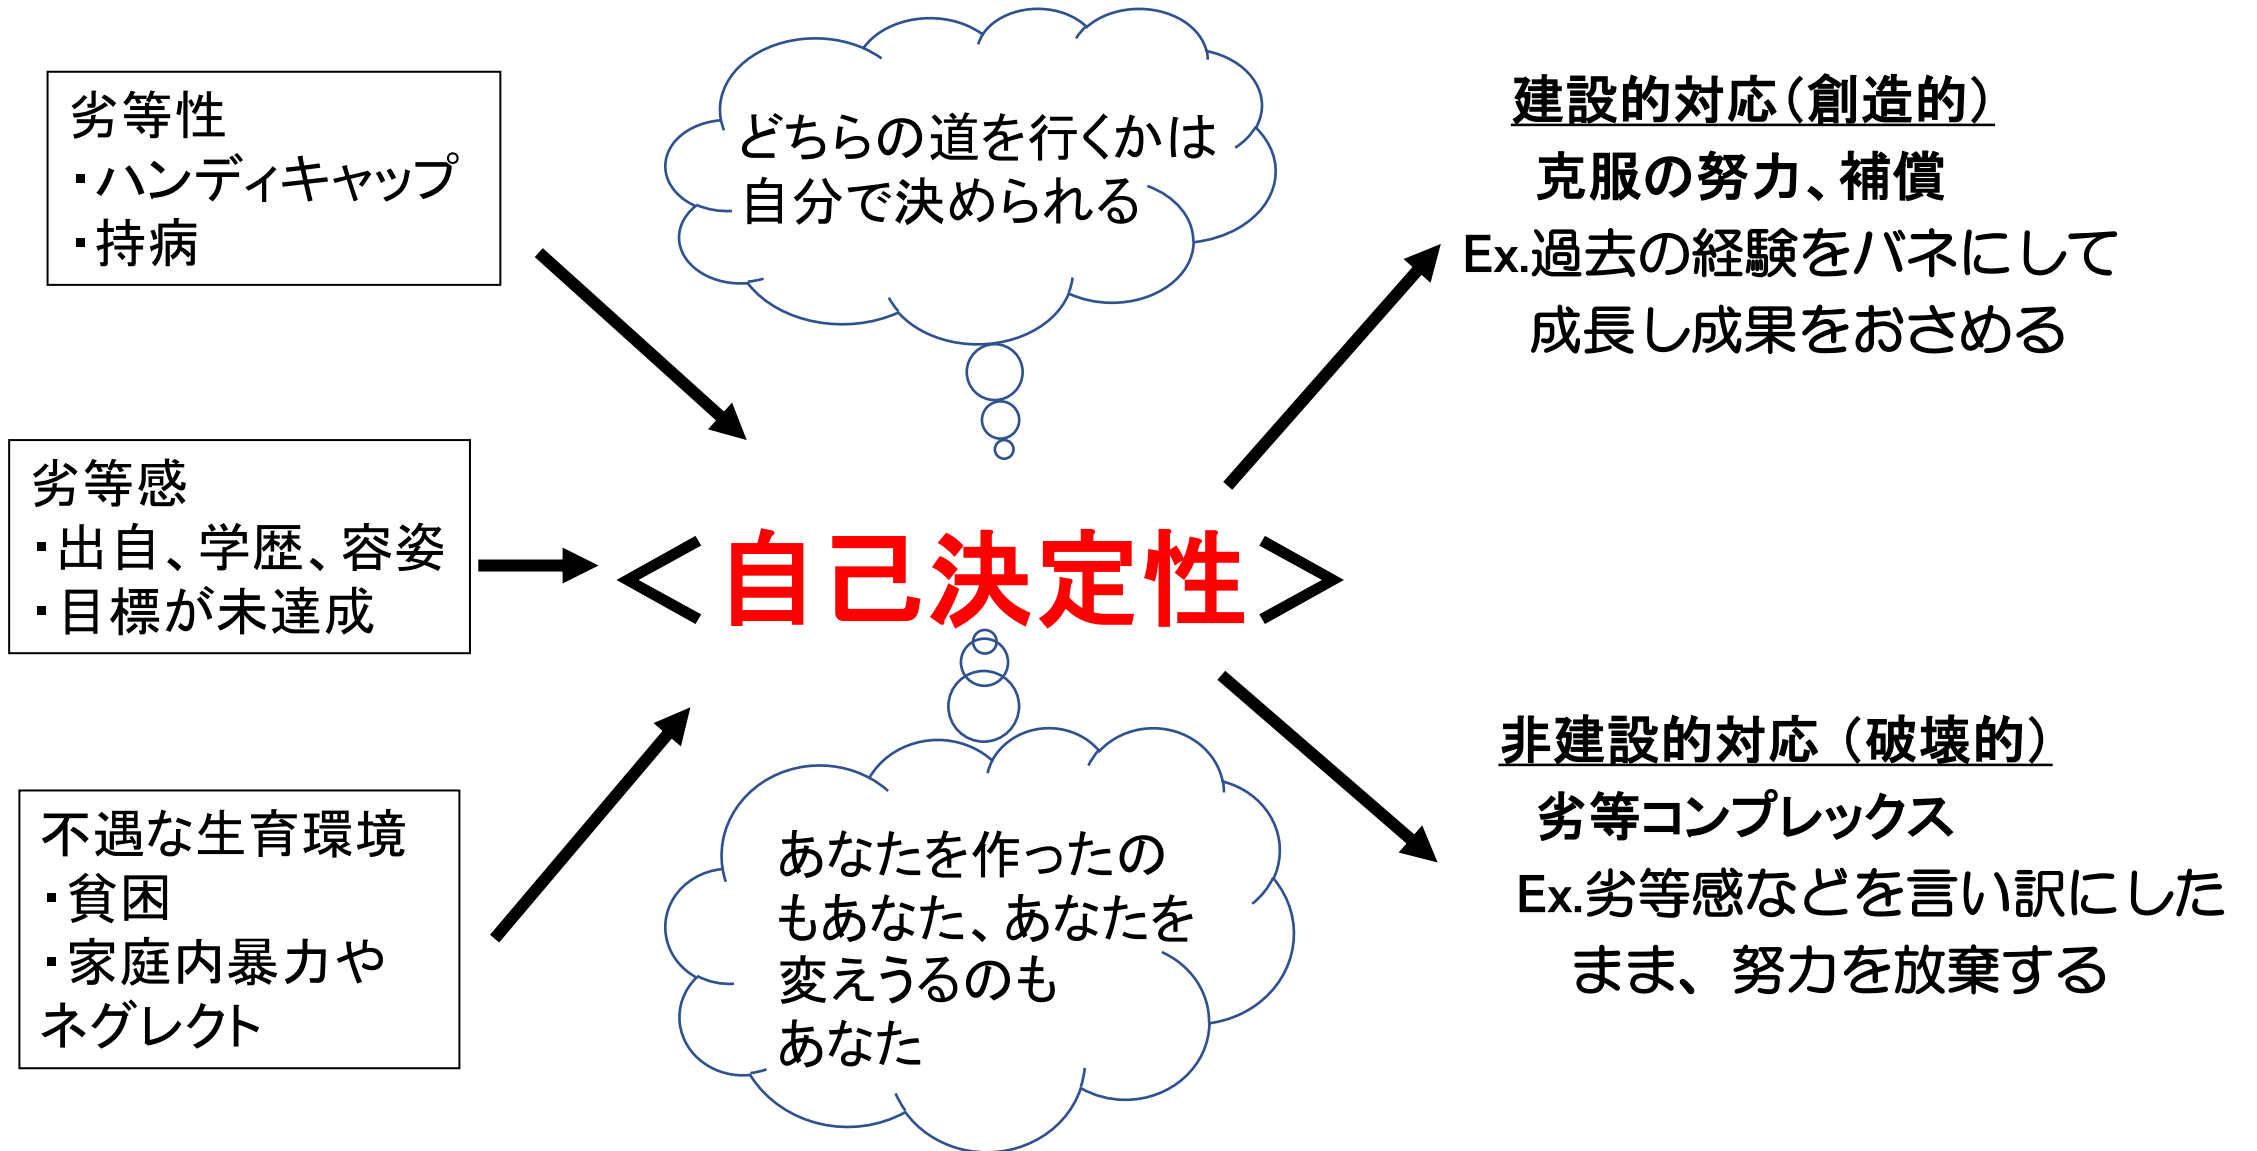 劣等性
・ハンディキャップ
・持病
劣等感
・出自、学歴、容姿
・目標が未達成
不遇な生育環境
・貧困
・家庭内暴力や
ネグレクト
どちらの道を行くかは
自分で決められる
＜自己決定性＞
あなたを作ったの
もあなた、あなたを
変えうるのも
あなた
建設的対応（創造的）
克服の努力、補償
Ex.過去の経験をバネにして
成長し成果をおさめる
非建設的対応（破壊的）
劣等コンプレックス
Ex.劣等感などを言い訳にした
まま、努力を放棄する